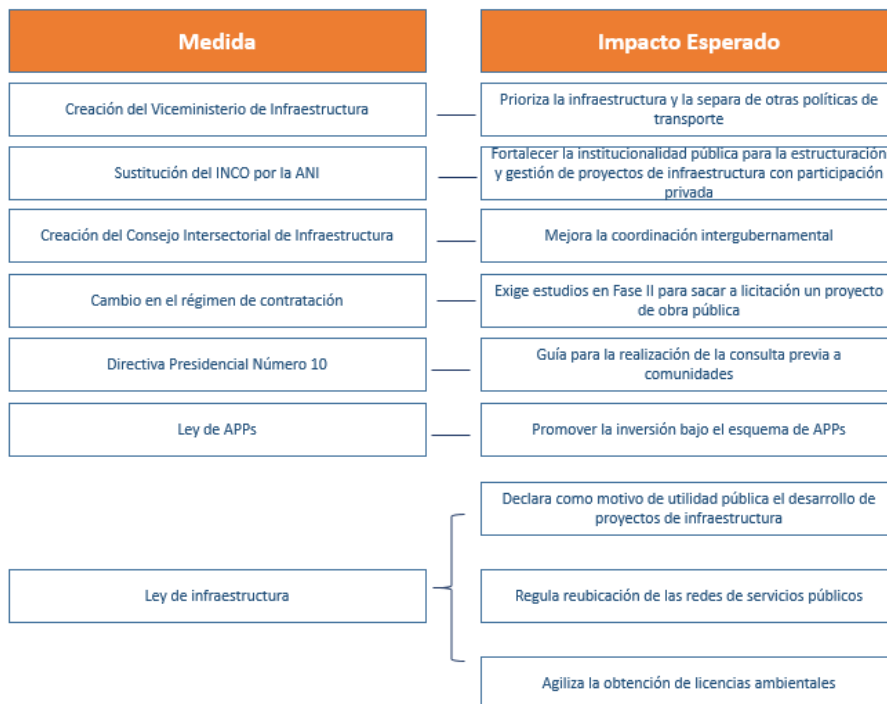 Medida
Impacto Esperado
Creación del Viceministerio de Infraestructura
Prioriza la infraestructura y la separa de otras políticas de
transporte
Sustitución del INCO por la ANI
Fortalecer la institucionalidad pública para la estructuración
y gestión de proyectos de infraestructura con participación
privada
Creación del Consejo Intersectorial de Infraestructura
Mejora la coordinación intergubernamental
Cambio en el régimen de contratación
Exige estudios en Fase II para sacar a licitación un proyecto
de obra pública
Directiva Presidencial Número 10
Guía para la realización de la consulta previa a
comunidades
Ley de APPs
Promover la inversión bajo el esquema de APPs
Ley de infraestructura
Declara como motivo de utilidad pública el desarrollo de
proyectos de infraestructura
Regula reubicación de las redes de servicios públicos
Agiliza la obtención de licencias ambientales